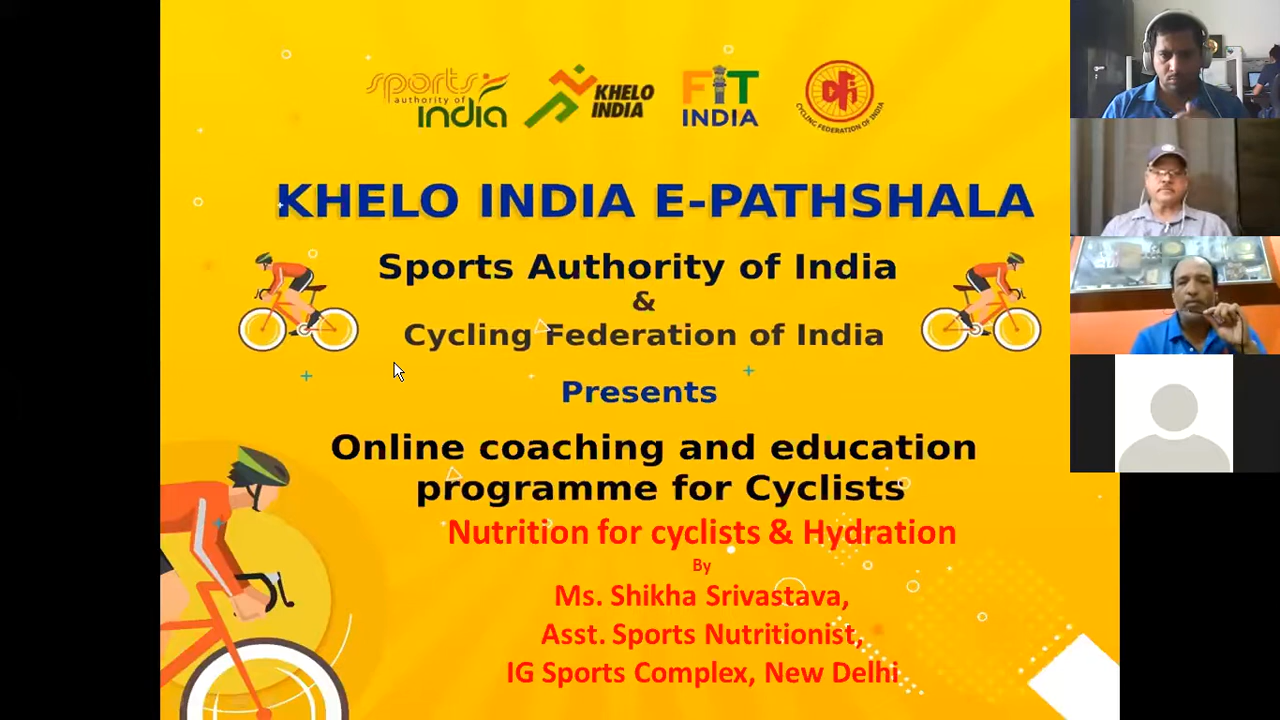 sports
authority of
india
KHELO
INDIA
FIT
INDIA
CYCLING FEDERATION OF INDIA
KHELO INDIA E-PATHSHALA
Sports Authority of India
&
Cycling Federation of India
Presents
Online coaching and education
programme for Cyclists
Nutrition for cyclists & Hydration
By
Ms. Shikha Srivastava,
Asst. Sports Nutritionist,
IG Sports Complex, New Delhi